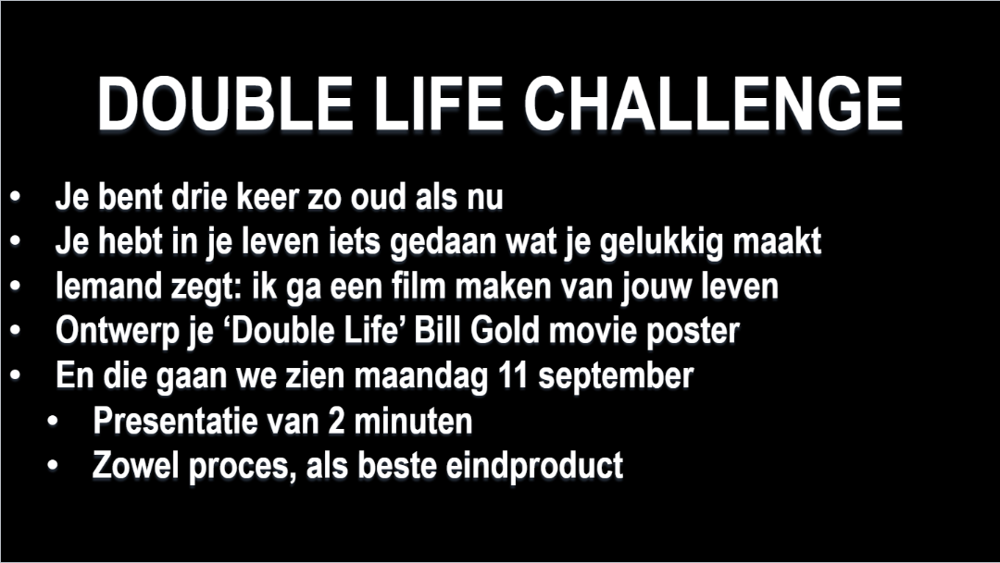 DOUBLE LIFE CHALLENGE
• Je bent drie keer zo oud als nu
• Je hebt in je leven iets gedaan wat je gelukkig maakt
• Iemand zegt: ik ga een film maken van jouw leven
• Ontwerp je ‘Double Life’ Bill Gold movie poster
• En die gaan we zien maandag 11 september
• Presentatie van 2 minuten
• Zowel proces, als beste eindproduct